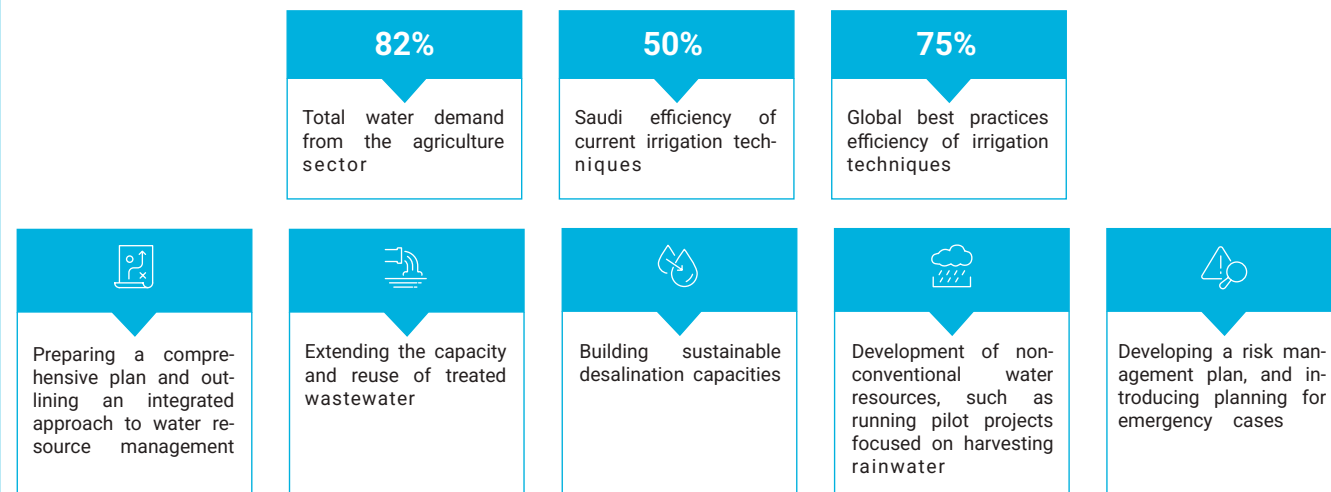 82%
Total water demand
from the agriculture
sector
50%
Saudi efficiency of
current irrigation tech-
niques
75%
Global best practices
efficiency of irrigation
techniques
Preparing a compre-
hensive plan and out-
lining an integrated
approach to water re-
source management
Extending the capacity
and reuse of treated
wastewater
Building sustainable
desalination capacities
Development of non-
conventional water
resources, such as
running pilot projects
focused on harvesting
rainwater
Developing a risk man-
agement plan, and in-
troducing planning for
emergency cases